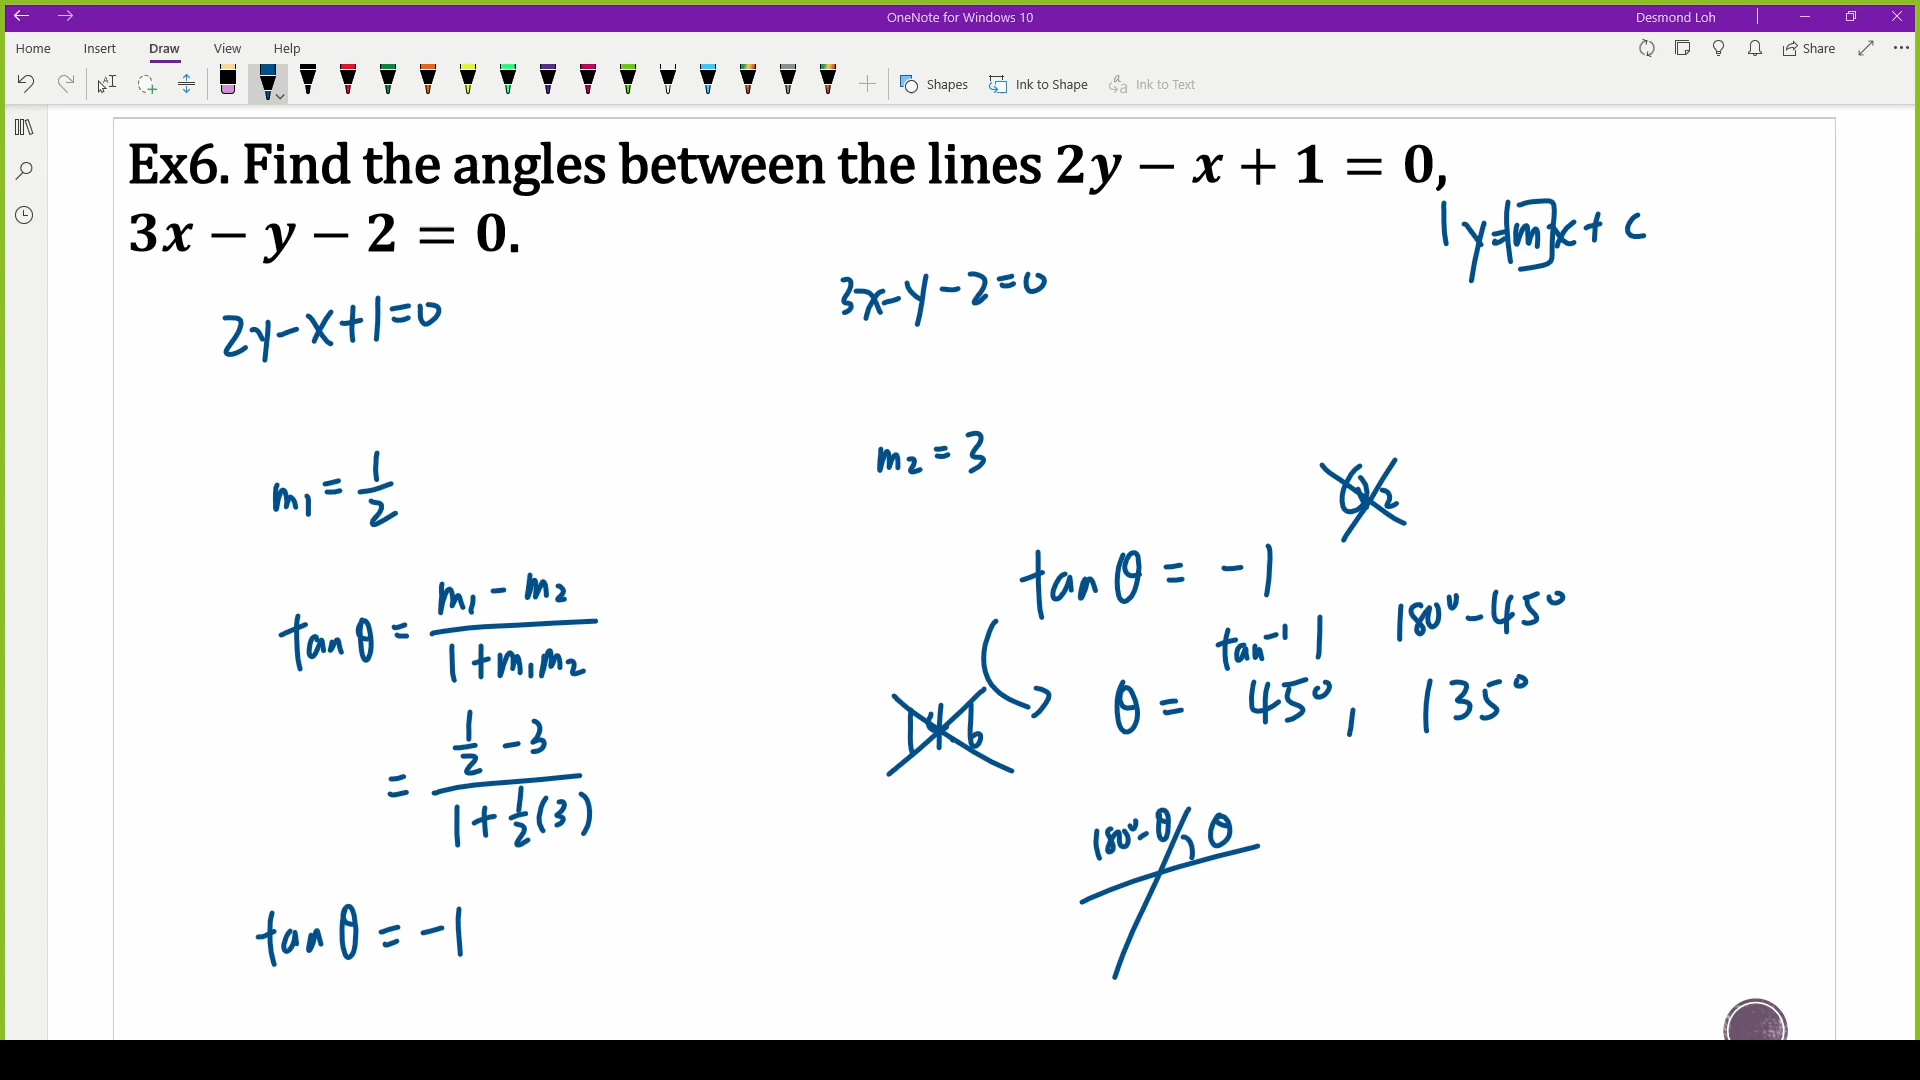 OneNote for Windows 10
Desmond Loh
Home Insert Draw View Help
Share
Shapes Ink to Shape Ink to Text
Ex6. Find the angles between the lines 2y − x + 1 = 0,
3x − y − 2 = 0.
1 y=[m]x + c
2y-x+1=0
3x-y-2=0
m₁ = 1/2
m₂ = 3
Q2
tan θ = (m₁ - m₂)/(1+m₁m₂)
= (1/2 - 3)/(1+ 1/2(3))
tan θ = -1
tan θ = -1
tan⁻¹ 1
180° - 45°
θ = 45°, 135°
180°- θ θ